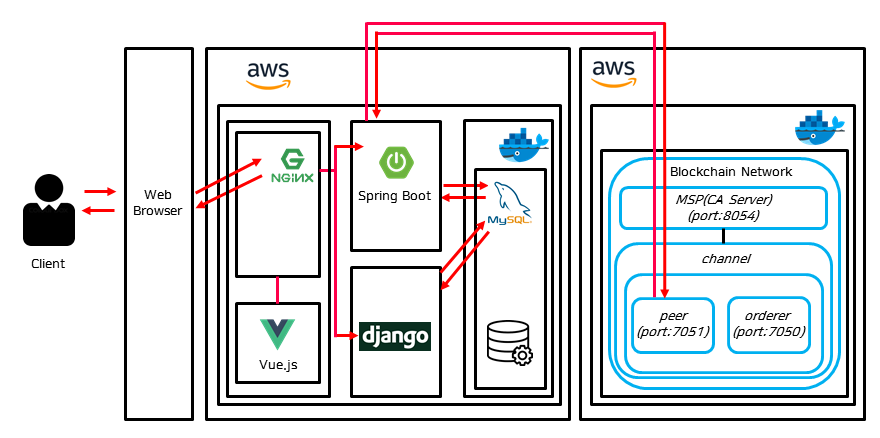 aws
aws
Blockchain Network
NGiNX
Spring Boot
MSP(CA Server)
(port:8054)
Web
Browser
MySQL
Client
channel
peer
(port:7051)
orderer
(port:7050)
django
Vue.js